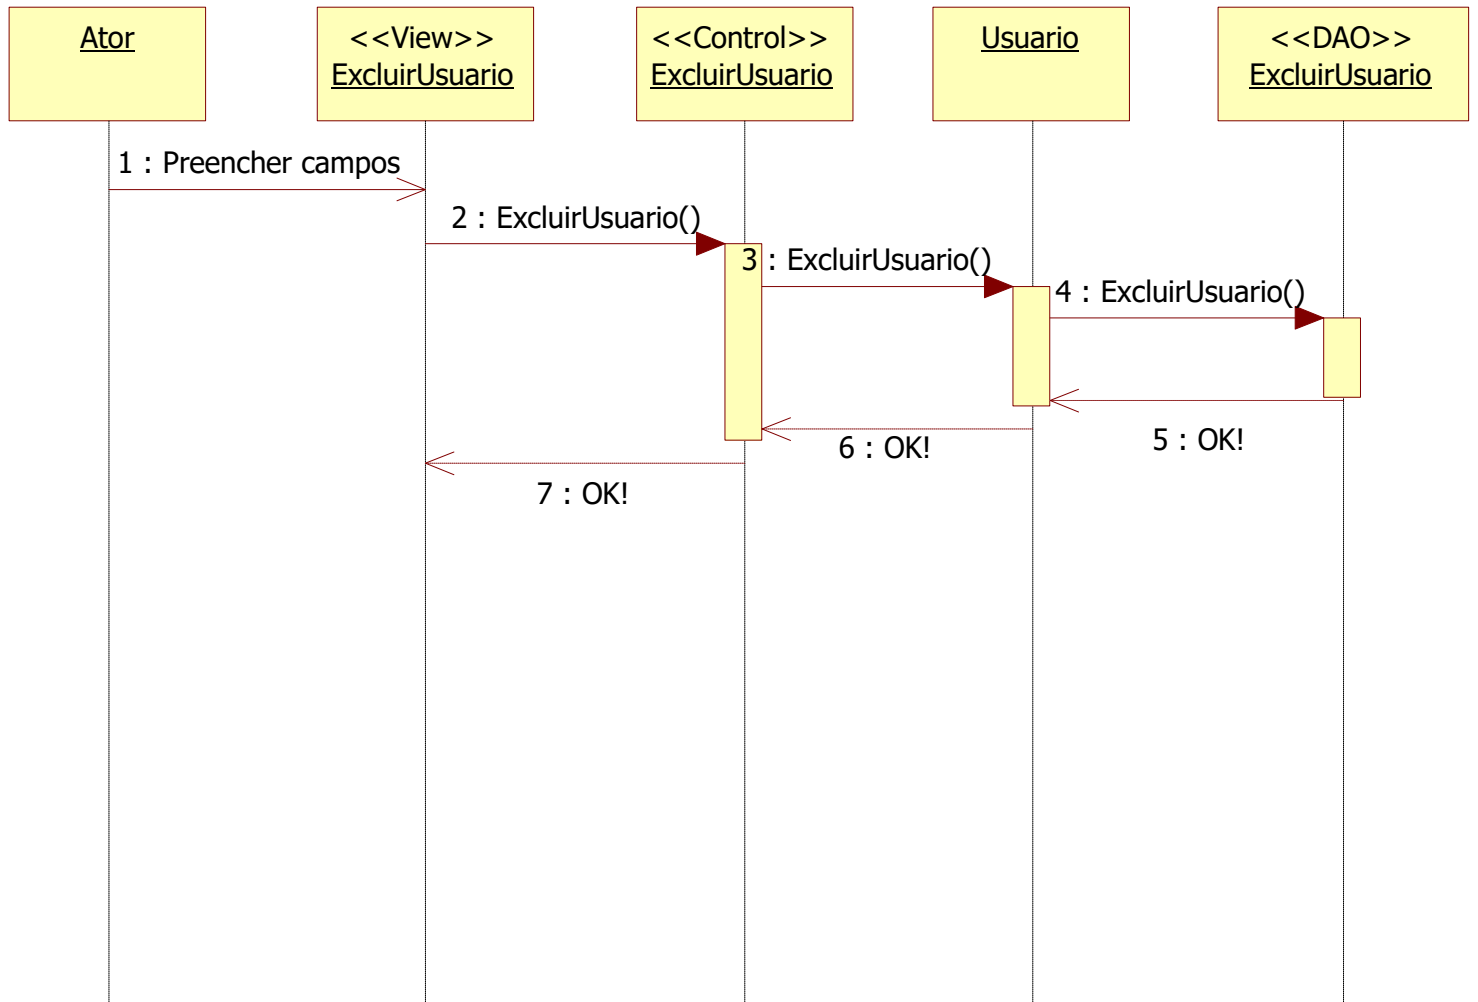 Ator
<<View>>
ExcluirUsuario
<<Control>>
ExcluirUsuario
Usuario
<<DAO>>
ExcluirUsuario
1 : Preencher campos
2 : ExcluirUsuario()
3 : ExcluirUsuario()
4 : ExcluirUsuario()
5 : OK!
6 : OK!
7 : OK!